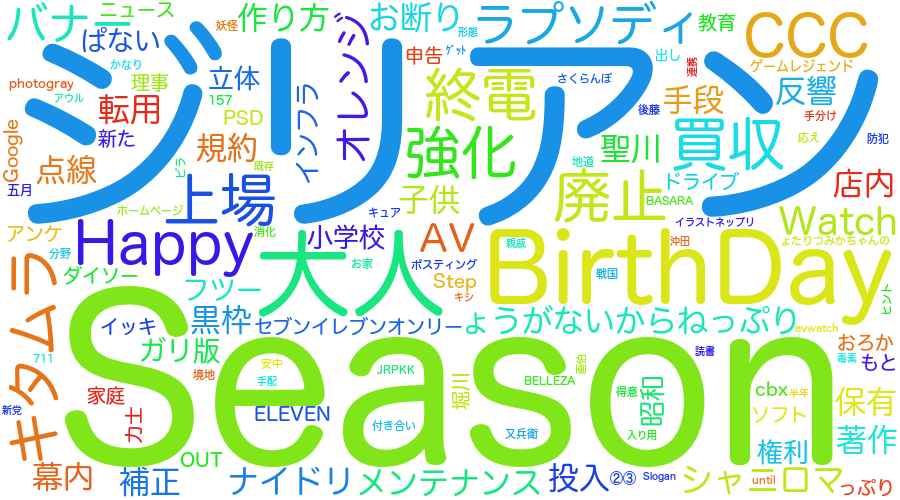 バナー
ニュース
妖怪
作り方
お断り
形態
ラプソディ
教育
CCC
ぱない
ゲット
出し
連携
ゲームレジェンド
photogray
かなり
アウル
理事
立体
オレンジ
申告
終電
さくらんぼ
後藤
手段
反響
手分け
ジリアン
転用
157
PSD
インフラ
強化
買収
応え
防犯
Google
新た
規約
聖川
点線
ビラ
既存
地道
ドライブ
店内
五月
上場
子供
廃止
BASARA
ホームページ
キュア
イラストネップリ
Watch
アンケ
Happy
消化
小学校
AV
親戚
沖田
ょたりつみかちゃんの
分野
大人
BirthDay
ダイソー
お家
ポスティング
戦国
ヒント
キタムラ
フツー
Step
キシ
黒枠
セブンイレブンオンリー
ょうがないからねっぷり
イッキ
avwatch
711
ガリ版
読書
おろか
毒素
もと
Season
境地
安中
手配
JRPKK
画伯
BELLEZA
cbx
半年
新党
家庭
力士
ELEVEN
堀川
得意
昭和
ソフト
保有
付き合い
又兵衛
入り用
権利
著作
OUT
幕内
補正
ナイドリ
メンテナンス
投入
②③
Slogan
シャニロマ
until
っぷり